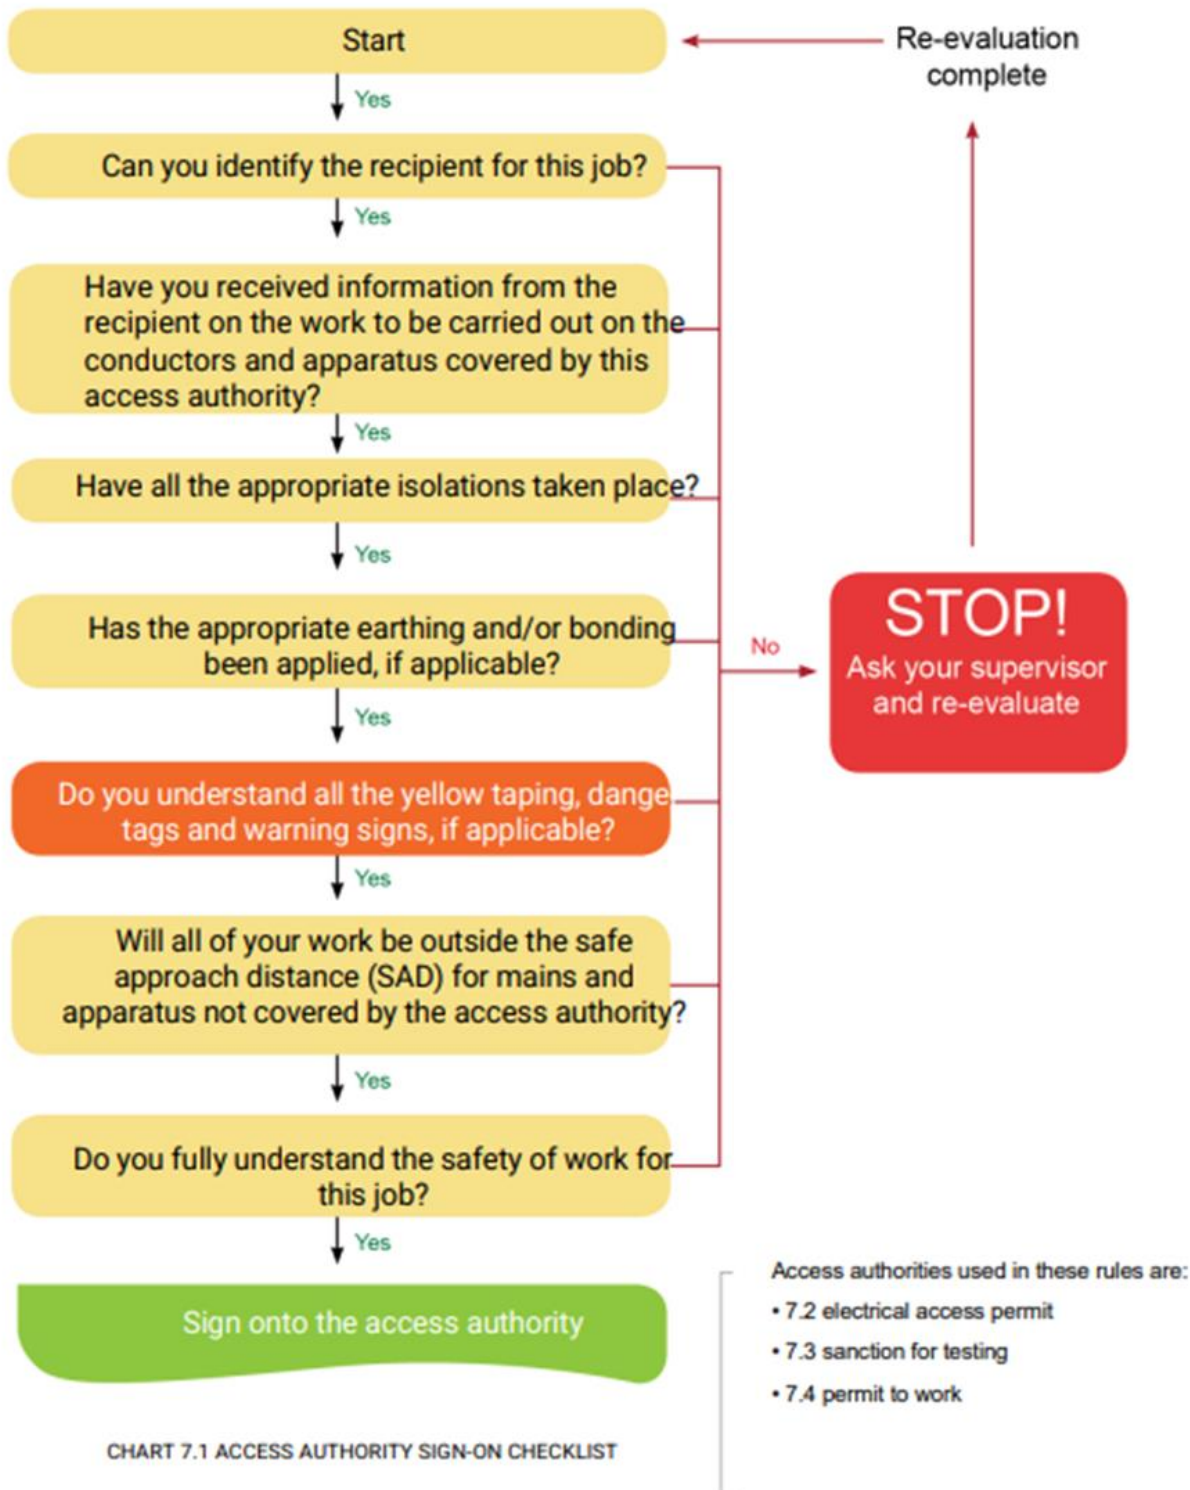 Start
Re-evaluation
complete
Yes
Can you identify the recipient for this job?
Yes
Have you received information from the
recipient on the work to be carried out on the
conductors and apparatus covered by this
access authority?
Yes
Have all the appropriate isolations taken place?
Yes
Has the appropriate earthing and/or bonding
been applied, if applicable?
Yes
No
STOP!
Ask your supervisor
and re-evaluate
Do you understand all the yellow taping, dange
tags and warning signs, if applicable?
Yes
Will all of your work be outside the safe
approach distance (SAD) for mains and
apparatus not covered by the access authority?
Yes
Do you fully understand the safety of work for
this job?
Yes
Sign onto the access authority
Access authorities used in these rules are:
• 7.2 electrical access permit
• 7.3 sanction for testing
• 7.4 permit to work
CHART 7.1 ACCESS AUTHORITY SIGN-ON CHECKLIST